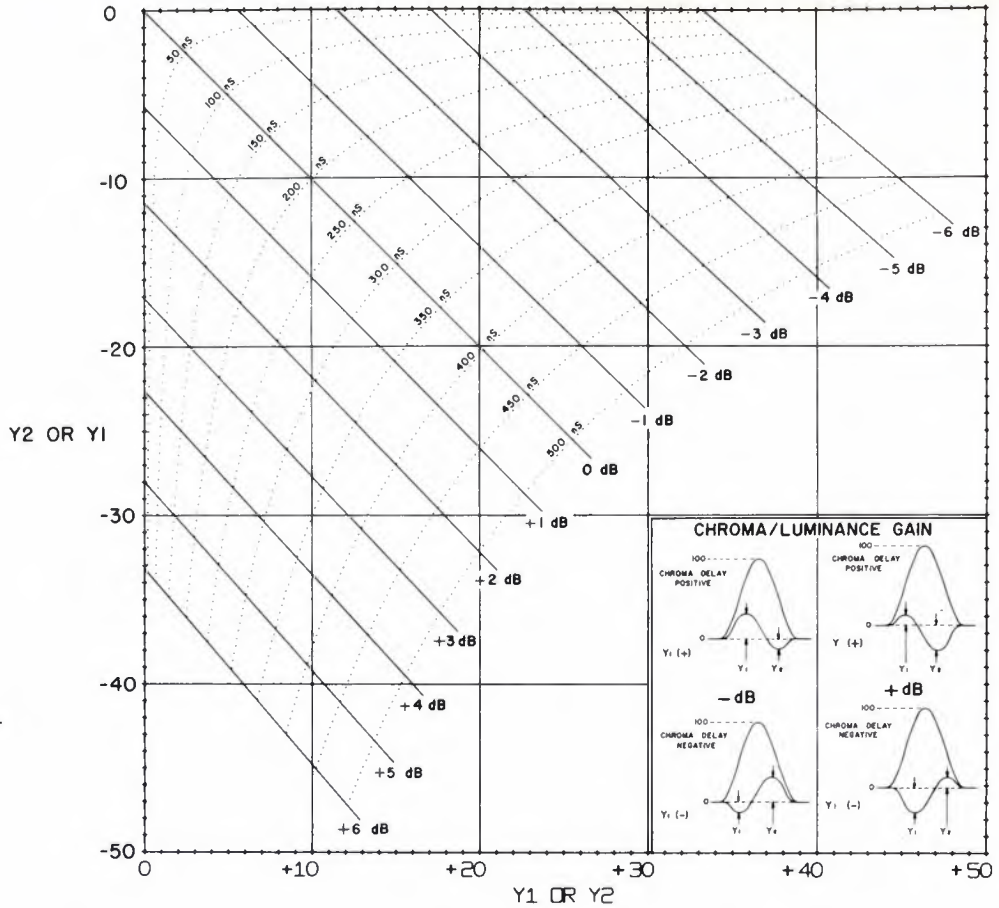 0
-10
-20
-30
-40
-50
Y2 OR Y1
0
+10
+20
+30
+40
+50
Y1 OR Y2
50 nS
100 nS
150 nS
200 nS
250 nS
300 nS
350 nS
400 nS
450 nS
500 nS
-6 dB
-5 dB
-4 dB
-3 dB
-2 dB
-1 dB
0 dB
+1 dB
+2 dB
+3 dB
+4 dB
+5 dB
+6 dB
CHROMA/LUMINANCE GAIN
100
CHROMA DELAY
POSITIVE
0
Y1 (+)
Y1
Y2
100
CHROMA DELAY
POSITIVE
0
Y (+)
Y1
Y2
-dB
+dB
100
CHROMA DELAY
NEGATIVE
0
Y1 (-)
Y1
Y2
100
CHROMA DELAY
NEGATIVE
0
Y1 (-)
Y1
Y2